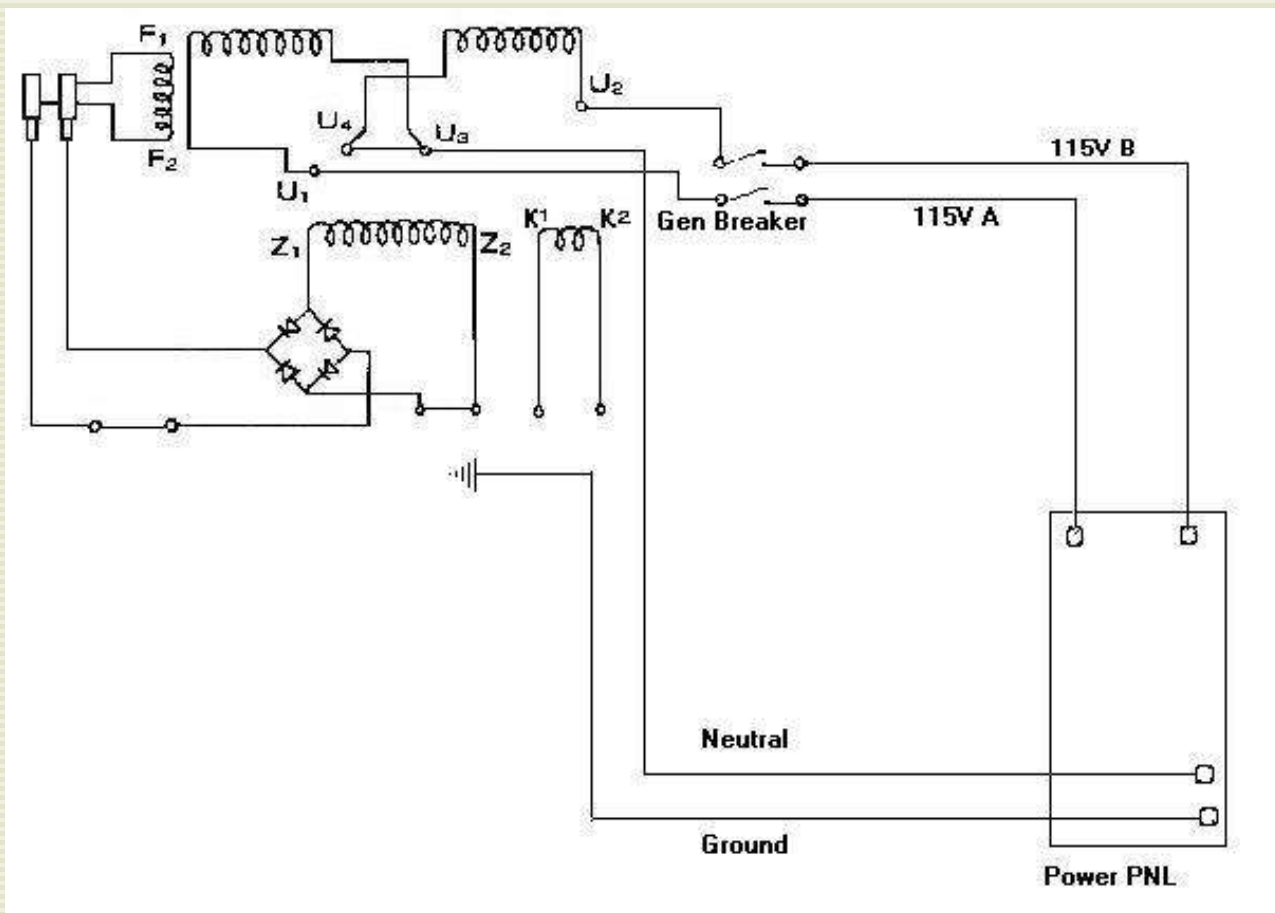 F₁
U₂
U₄
U₃
F₂
115V B
U₁
115V A
Gen Breaker
K¹
K²
Z₁
Z₂
Neutral
Ground
Power PNL